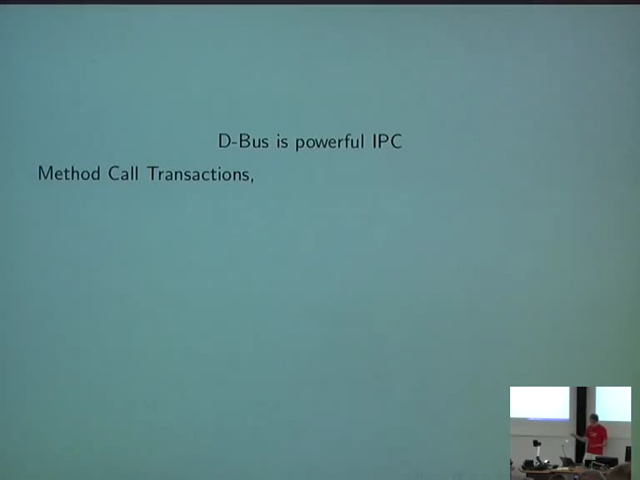 D-Bus is powerful IPC
Method Call Transactions,